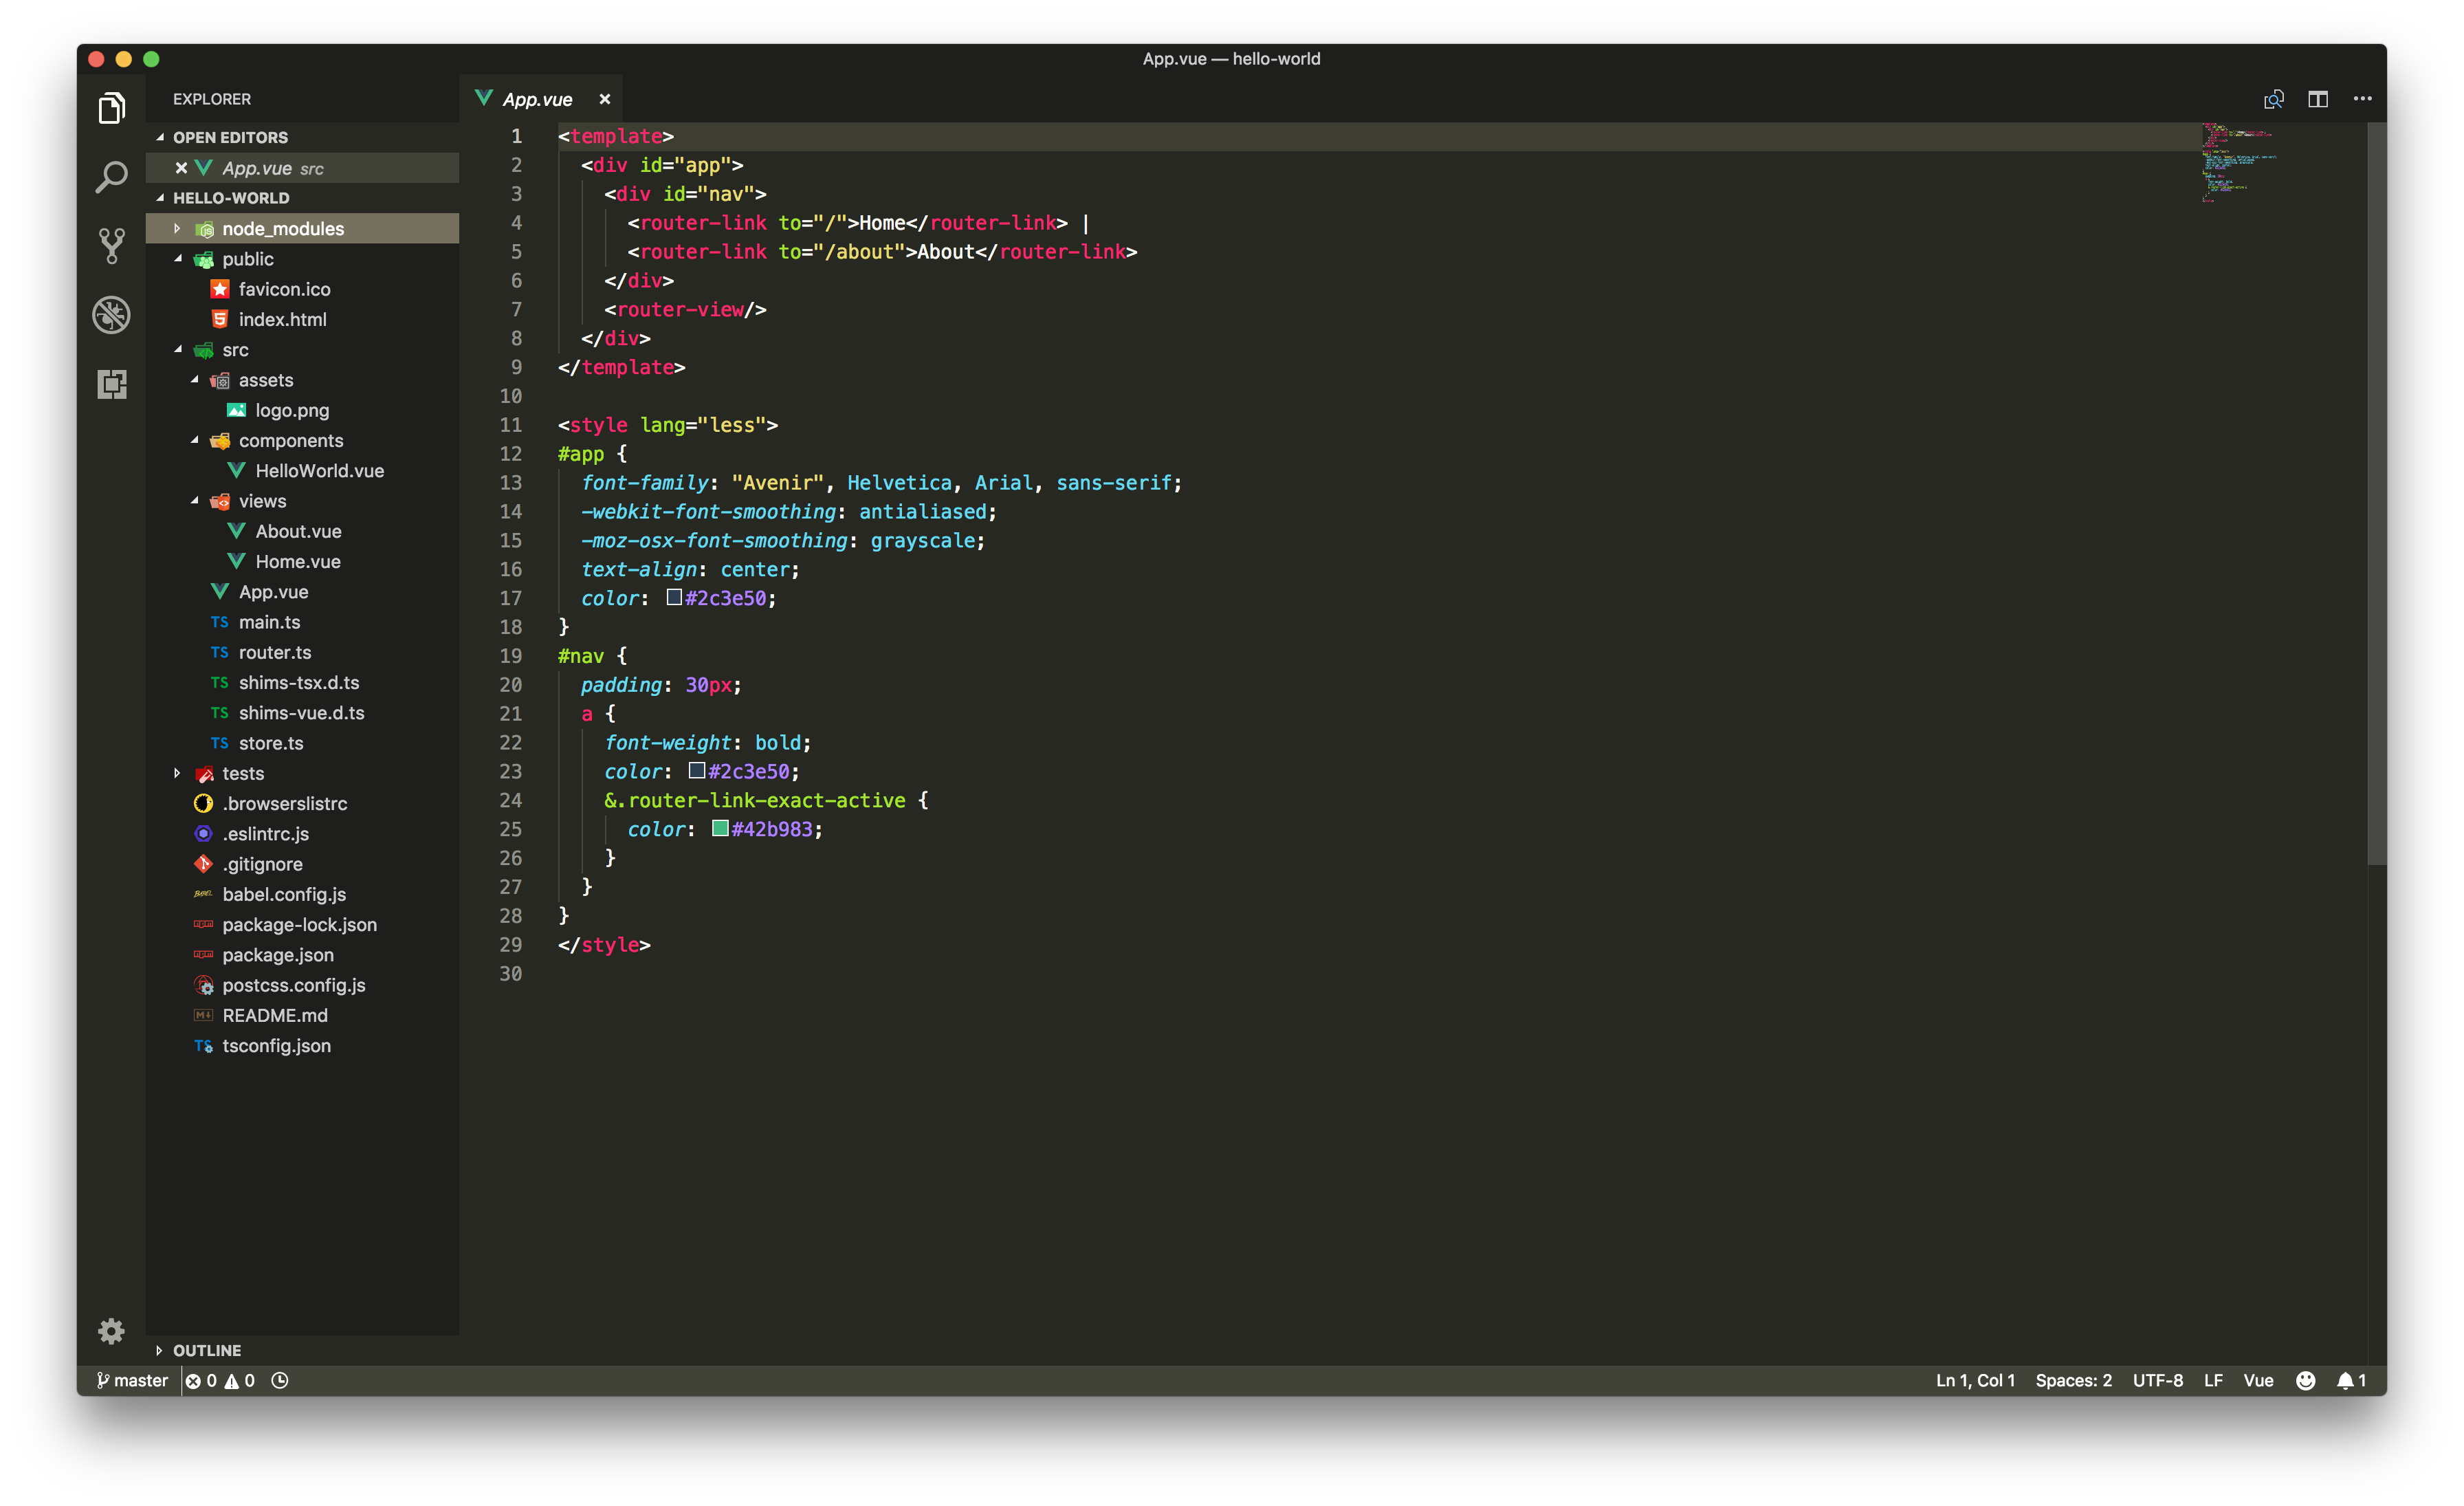 App.vue — hello-world
EXPLORER
OPEN EDITORS
App.vue src
HELLO-WORLD
node_modules
public
favicon.ico
index.html
src
assets
logo.png
components
HelloWorld.vue
views
About.vue
Home.vue
App.vue
TS main.ts
TS router.ts
TS shims-tsx.d.ts
TS shims-vue.d.ts
TS store.ts
tests
.browserslistrc
.eslintrc.js
.gitignore
babel.config.js
package-lock.json
package.json
postcss.config.js
README.md
tsconfig.json
OUTLINE
App.vue
1 <template>
2   <div id="app">
3     <div id="nav">
4       <router-link to="/">Home</router-link> |
5       <router-link to="/about">About</router-link>
6     </div>
7     <router-view/>
8   </div>
9 </template>
10
11 <style lang="less">
12 #app {
13   font-family: "Avenir", Helvetica, Arial, sans-serif;
14   -webkit-font-smoothing: antialiased;
15   -moz-osx-font-smoothing: grayscale;
16   text-align: center;
17   color: #2c3e50;
18 }
19 #nav {
20   padding: 30px;
21   a {
22     font-weight: bold;
23     color: #2c3e50;
24     &.router-link-exact-active {
25       color: #42b983;
26     }
27   }
28 }
29 </style>
30
master 0 0
Ln 1, Col 1 Spaces: 2 UTF-8 LF Vue 1